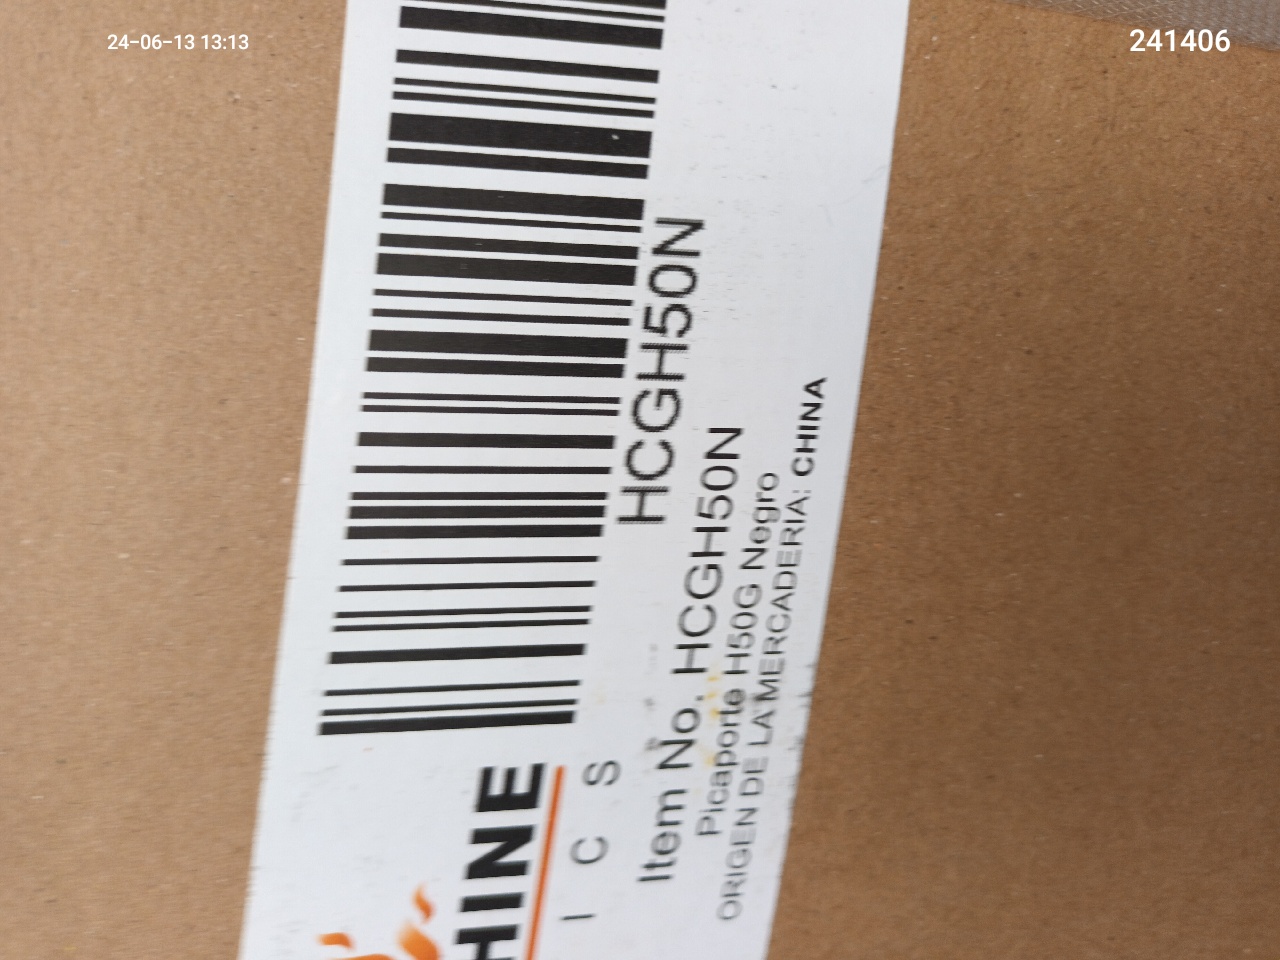 24-06-13 13:13
241406
HCGH50N
HINE
I C S
Item No. HCGH50N
Picaporte H50G Negro
ORIGEN DE LA MERCADERIA: CHINA